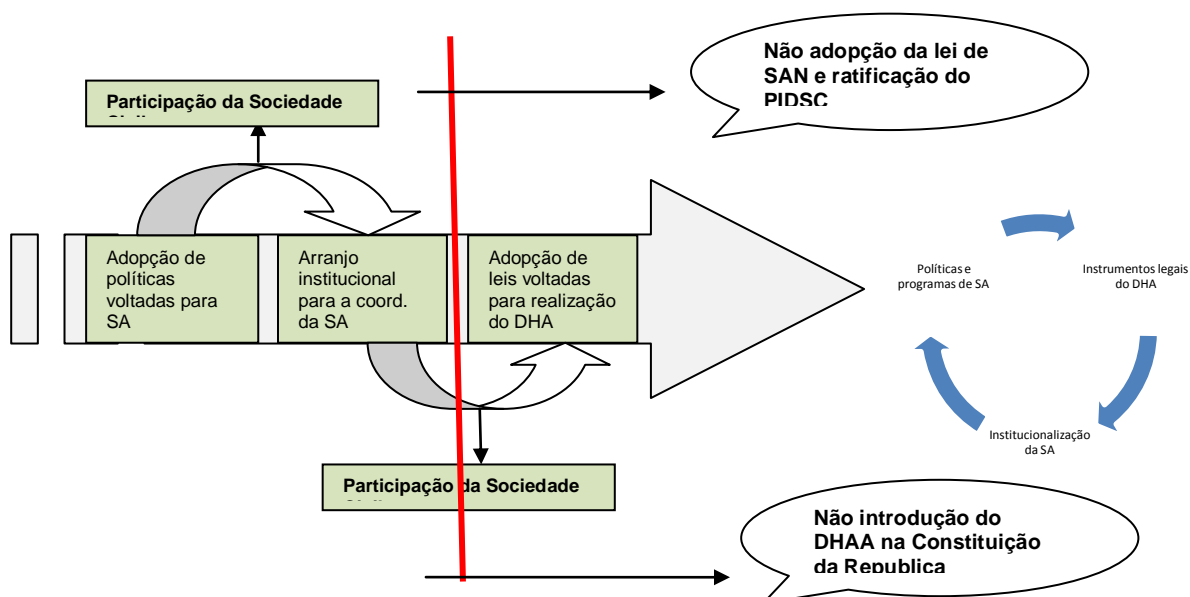 Não adopção da lei de
SAN e ratificação do
PIDSC
Participação da Sociedade
Adopção de
políticas
voltadas para
SA
Arranjo
institucional
para a coord.
da SA
Adopção de
leis voltadas
para realização
do DHA
Políticas e
programas de SA
Instrumentos legais
do DHA
Institucionalização
da SA
Participação da Sociedade
Não introdução do
DHAA na Constituição
da Republica